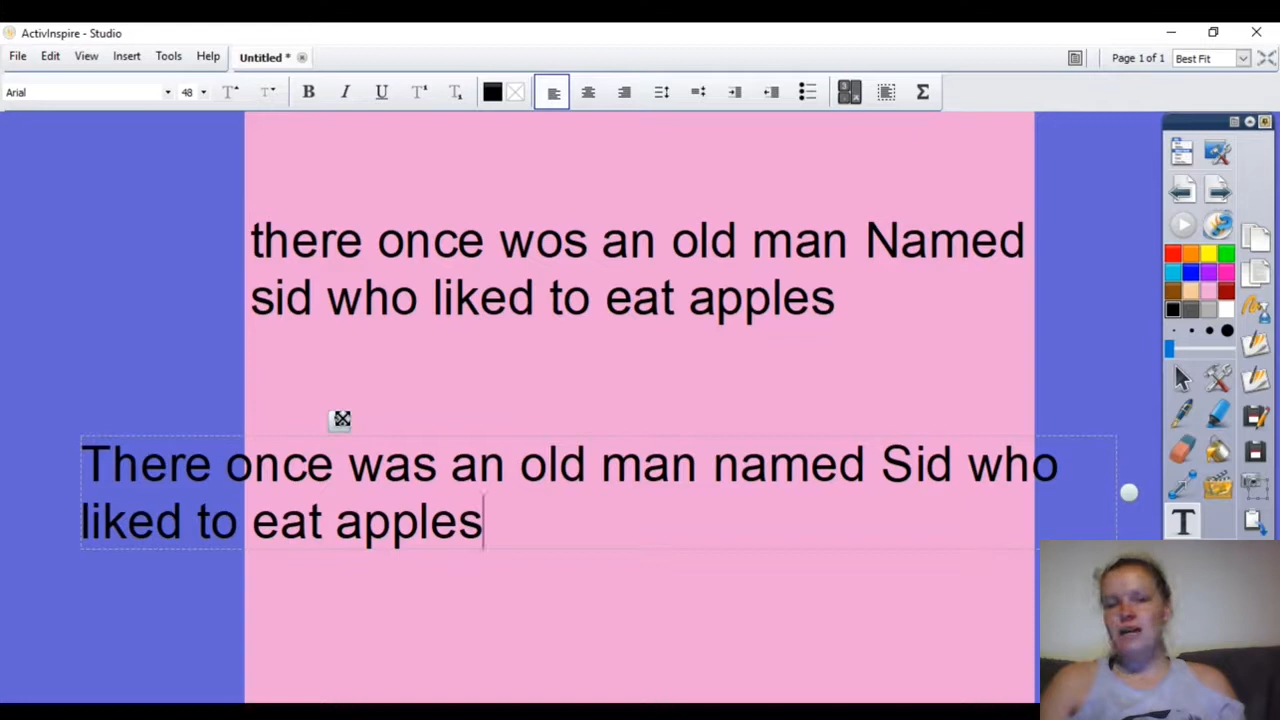 ActivInspire - Studio
File Edit View Insert Tools Help Untitled * Page 1 of 1 Best Fit
Arial 48 B I U T T Σ
there once wos an old man Named
sid who liked to eat apples
There once was an old man named Sid who
liked to eat apples
T